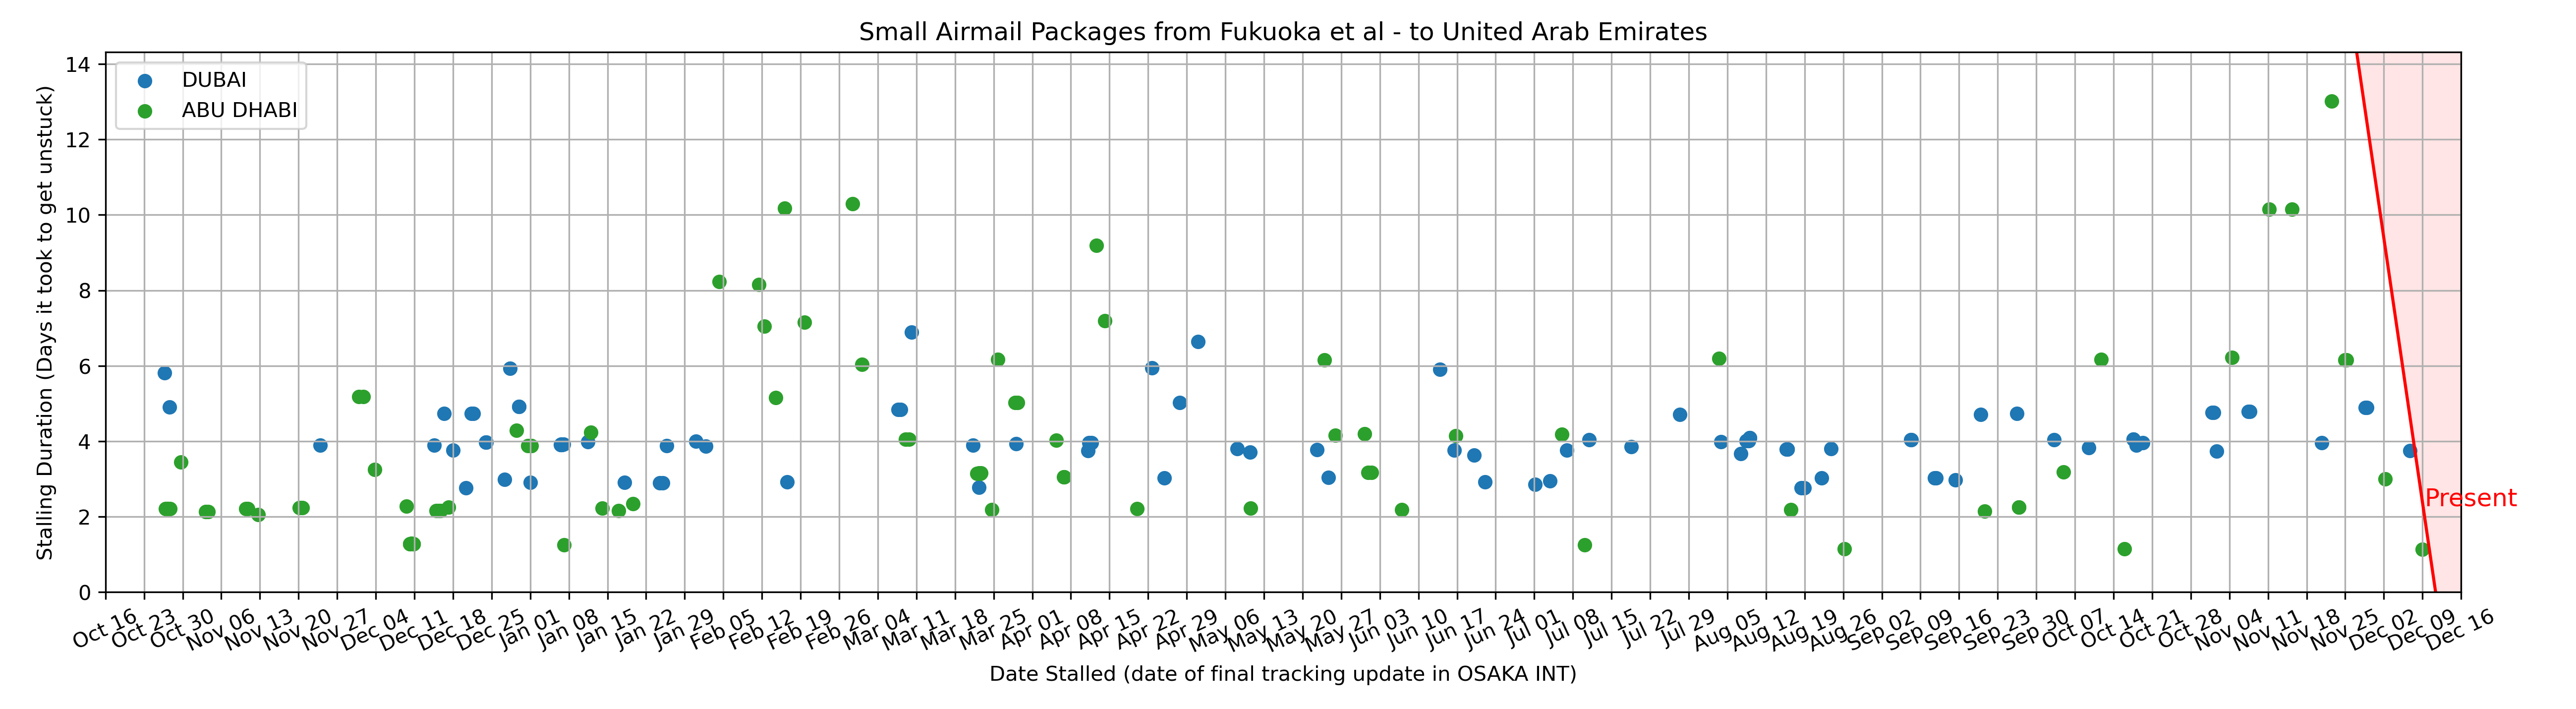 Small Airmail Packages from Fukuoka et al - to United Arab Emirates
DUBAI
ABU DHABI
Stalling Duration (Days it took to get unstuck)
14
12
10
8
6
4
2
0
Present
Oct 16
Oct 23
Oct 30
Nov 06
Nov 13
Nov 20
Nov 27
Dec 04
Dec 11
Dec 18
Dec 25
Jan 01
Jan 08
Jan 15
Jan 22
Jan 29
Feb 05
Feb 12
Feb 19
Feb 26
Mar 04
Mar 11
Mar 18
Mar 25
Apr 01
Apr 08
Apr 15
Apr 22
Apr 29
May 06
May 13
May 20
May 27
Jun 03
Jun 10
Jun 17
Jun 24
Jul 01
Jul 08
Jul 15
Jul 22
Jul 29
Aug 05
Aug 12
Aug 19
Aug 26
Sep 02
Sep 09
Sep 16
Sep 23
Sep 30
Oct 07
Oct 14
Oct 21
Oct 28
Nov 04
Nov 11
Nov 18
Nov 25
Dec 02
Dec 09
Dec 16
Date Stalled (date of final tracking update in OSAKA INT)